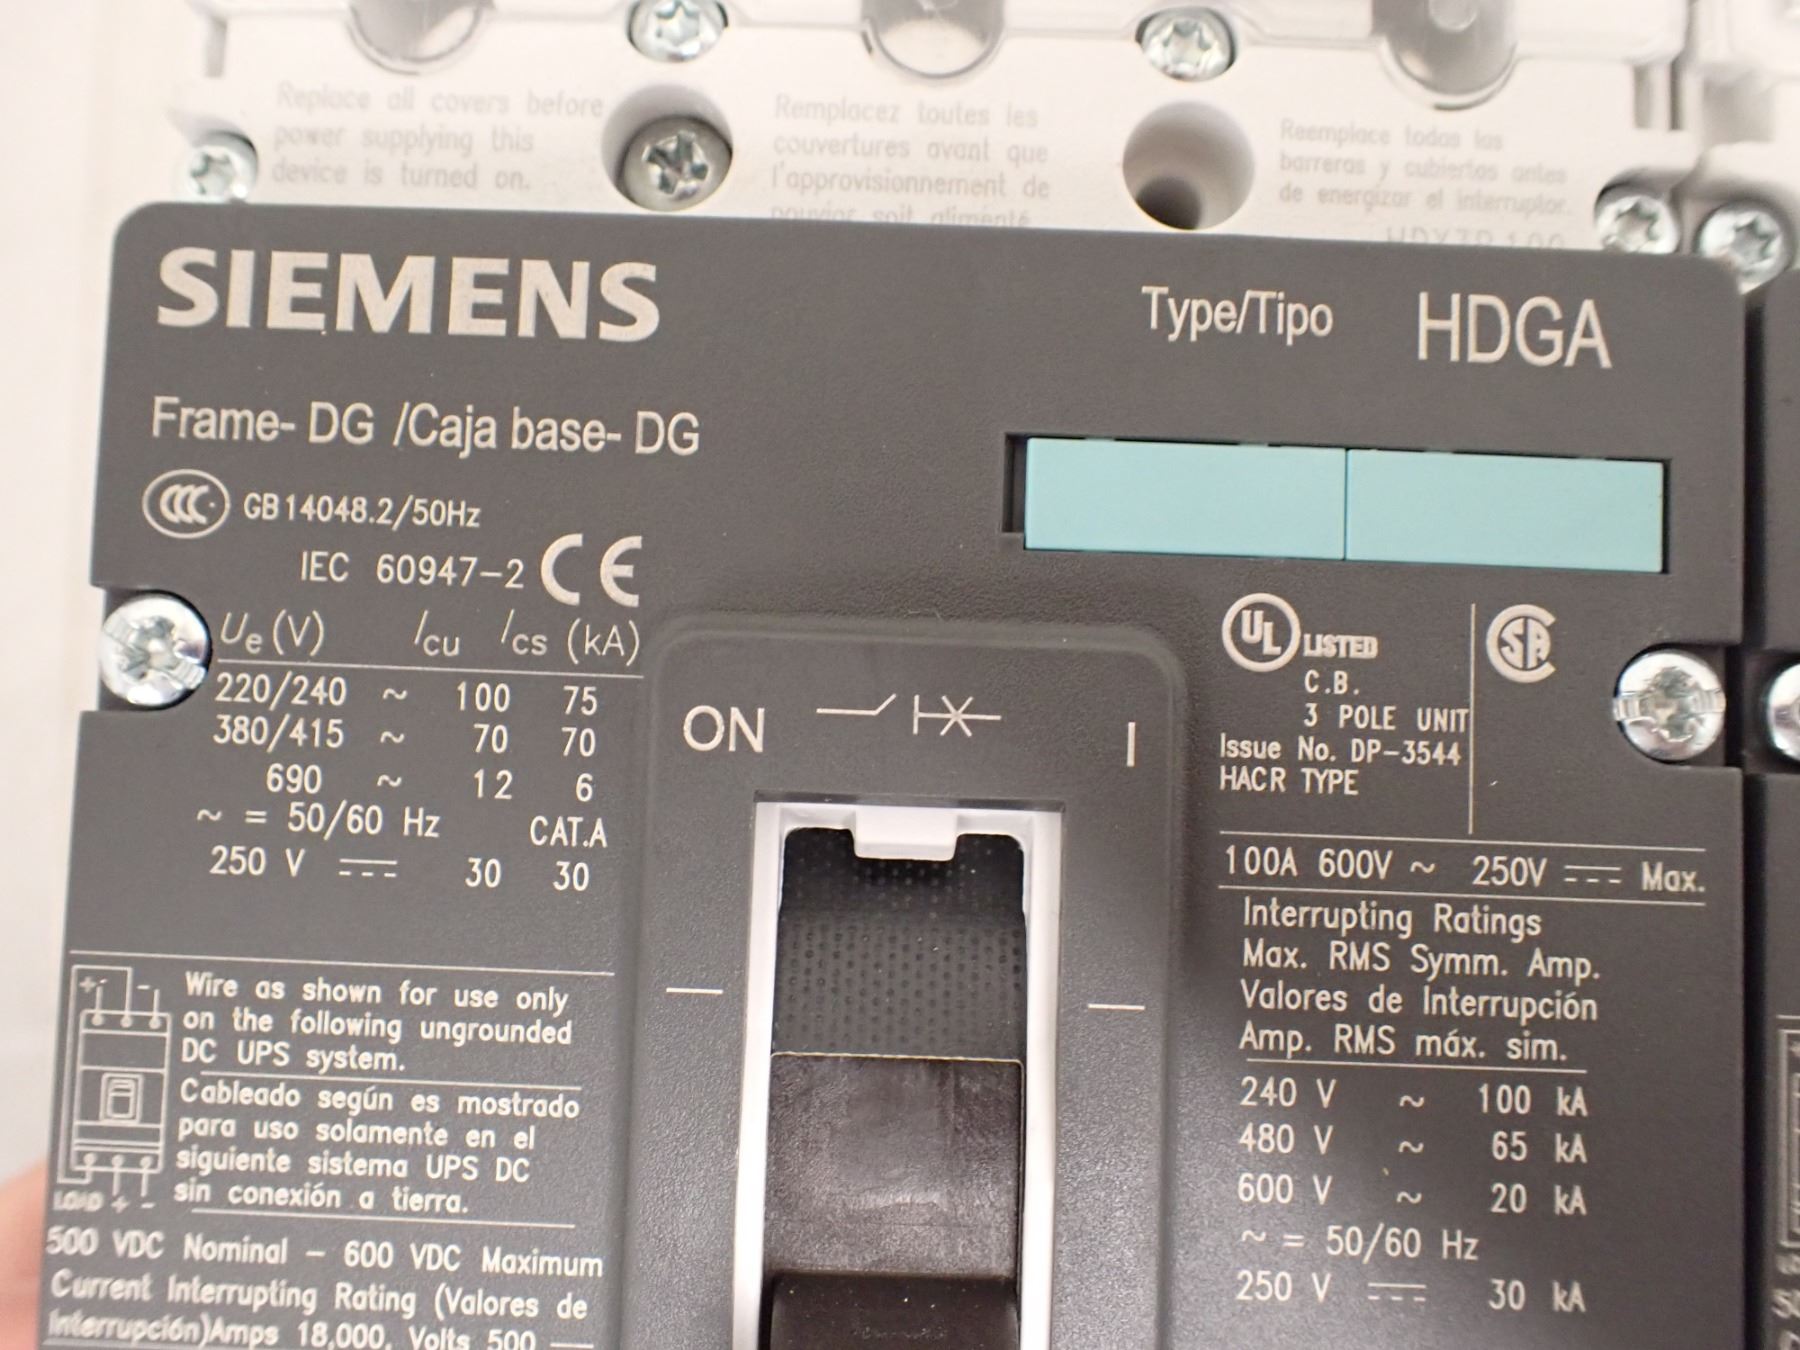 Replace all covers before
power supplying this
device is turned on.
Remplacez toutes les
couvertures avant que
l'approvisionnement de
pouvior soit alimenté
Reemplace todas las
barreras y cubiertas antes
de energizar el interruptor.
SIEMENS
Type/Tipo HDGA
Frame- DG /Caja base- DG
CCC GB14048.2/50Hz
IEC 60947-2 CE
Ue (V) Icu Ics (kA)
220/240 ~ 100 75
380/415 ~ 70 70
690 ~ 12 6
~ = 50/60 Hz CAT.A
250 V ⎓ 30 30
Wire as shown for use only
on the following ungrounded
DC UPS system.
Cableado según es mostrado
para uso solamente en el
siguiente sistema UPS DC
sin conexión a tierra.
+ -
LOAD + -
500 VDC Nominal - 600 VDC Maximum
Current Interrupting Rating (Valores de
Interrupción)Amps 18,000, Volts 500
ON I
UL LISTED
SA
C.B.
3 POLE UNIT
Issue No. DP-3544
HACR TYPE
100A 600V ~ 250V ⎓ Max.
Interrupting Ratings
Max. RMS Symm. Amp.
Valores de Interrupción
Amp. RMS máx. sim.
240 V ~ 100 kA
480 V ~ 65 kA
600 V ~ 20 kA
~ = 50/60 Hz
250 V ⎓ 30 kA